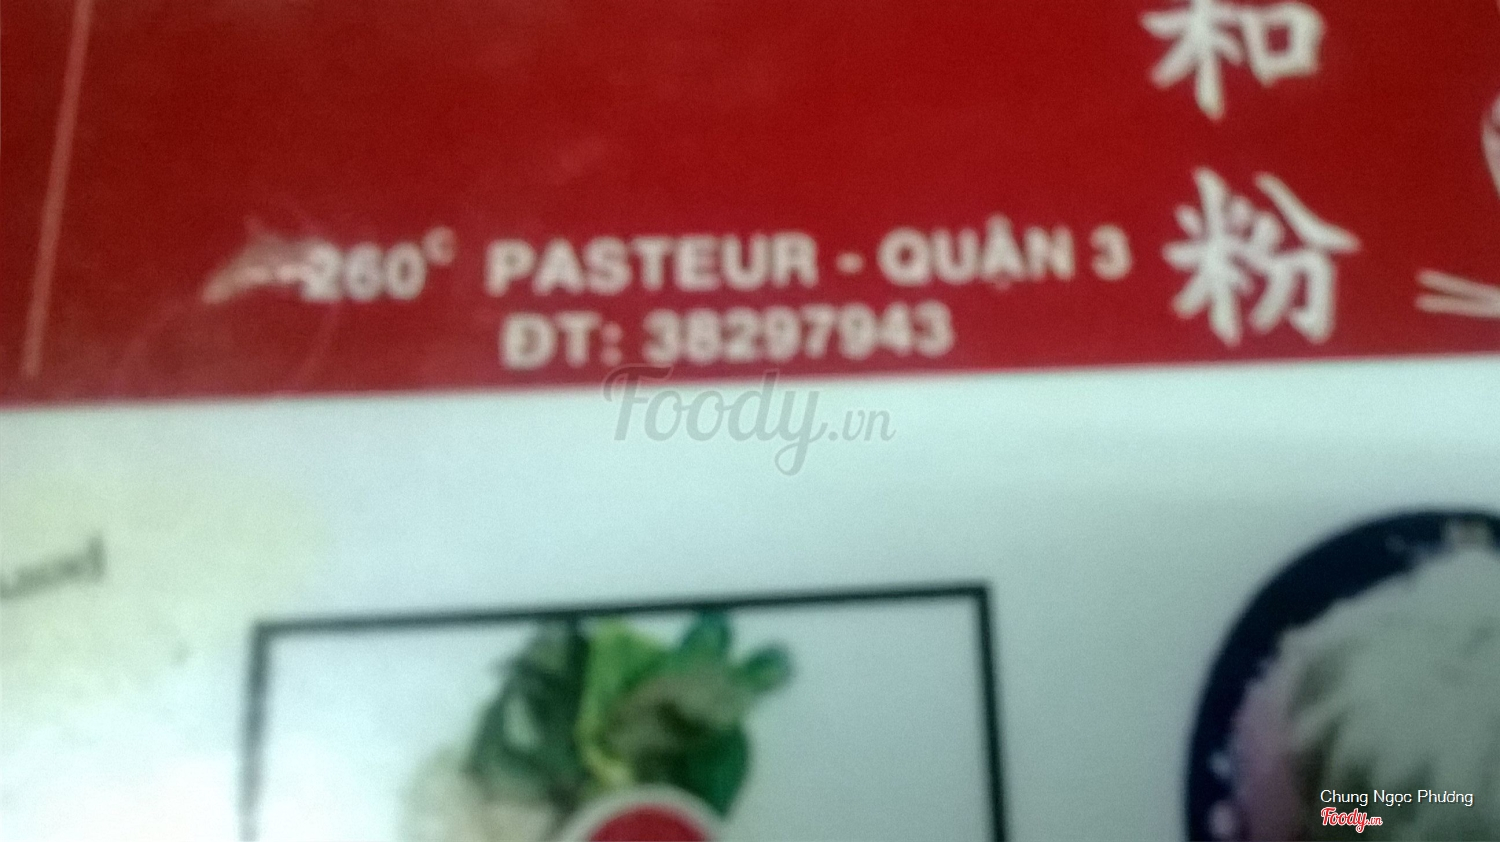 和
粉
260C PASTEUR - QUẬN 3
ĐT: 38297943
Foody.vn
Chung Ngọc Phương
Foody.vn